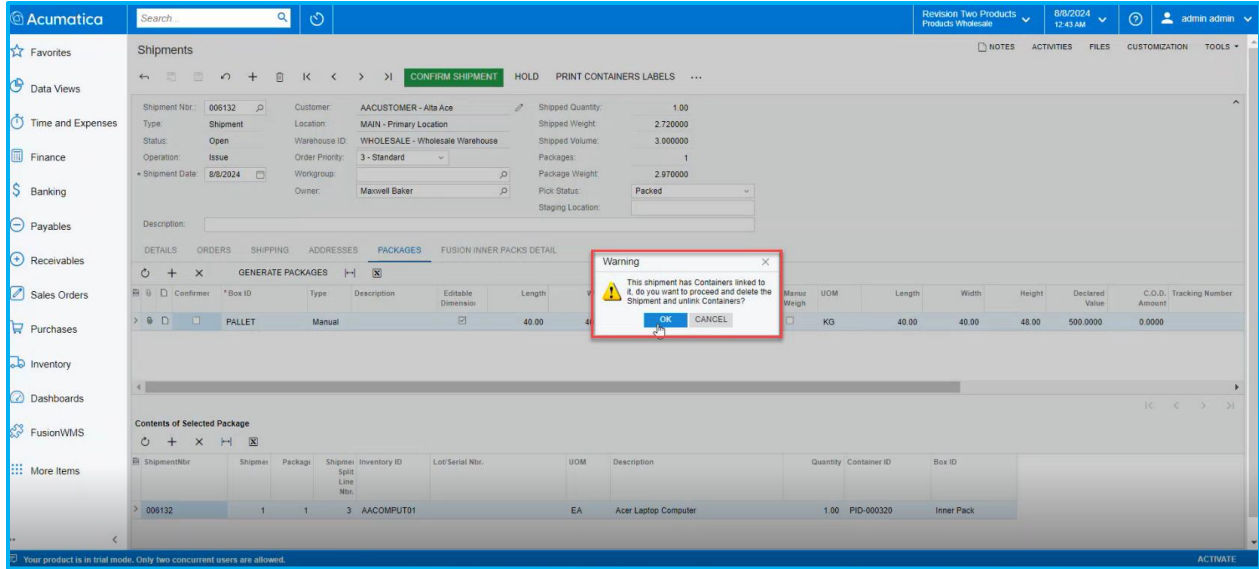 Acumatica
Search...
Revision Two Products
Products Wholesale
8/8/2024
12:43 AM
admin admin
Favorites
Data Views
Time and Expenses
Finance
Banking
Payables
Receivables
Sales Orders
Purchases
Inventory
Dashboards
FusionWMS
More Items
Shipments
NOTES ACTIVITIES FILES CUSTOMIZATION TOOLS
CONFIRM SHIPMENT HOLD PRINT CONTAINERS LABELS ...
Shipment Nbr.: 006132 Customer: AACUSTOMER - Alta Ace Shipped Quantity: 1.00
Type: Shipment Location: MAIN - Primary Location Shipped Weight: 2.720000
Status: Open Warehouse ID: WHOLESALE - Wholesale Warehouse Shipped Volume: 3.000000
Operation: Issue Order Priority: 3 - Standard Packages: 1
* Shipment Date: 8/8/2024 Workgroup: Package Weight: 2.970000
Owner: Maxwell Baker Pick Status: Packed
Staging Location:
Description:
DETAILS ORDERS SHIPPING ADDRESSES PACKAGES FUSION INNER PACKS DETAIL
GENERATE PACKAGES
Confirmed *Box ID Type Description Editable Dimension Length Manua Weigh UOM Length Width Height Declared Value C.O.D. Amount Tracking Number
PALLET Manual 40.00 KG 40.00 40.00 48.00 500.0000 0.0000
Warning
This shipment has Containers linked to
it, do you want to proceed and delete the
Shipment and unlink Containers?
OK CANCEL
Contents of Selected Package
ShipmentNbr Shipmei Package Shipmei Split Line Nbr. Inventory ID Lot/Serial Nbr. UOM Description Quantity Container ID Box ID
006132 1 1 3 AACOMPUT01 EA Acer Laptop Computer 1.00 PID-000320 Inner Pack
Your product is in trial mode. Only two concurrent users are allowed.
ACTIVATE